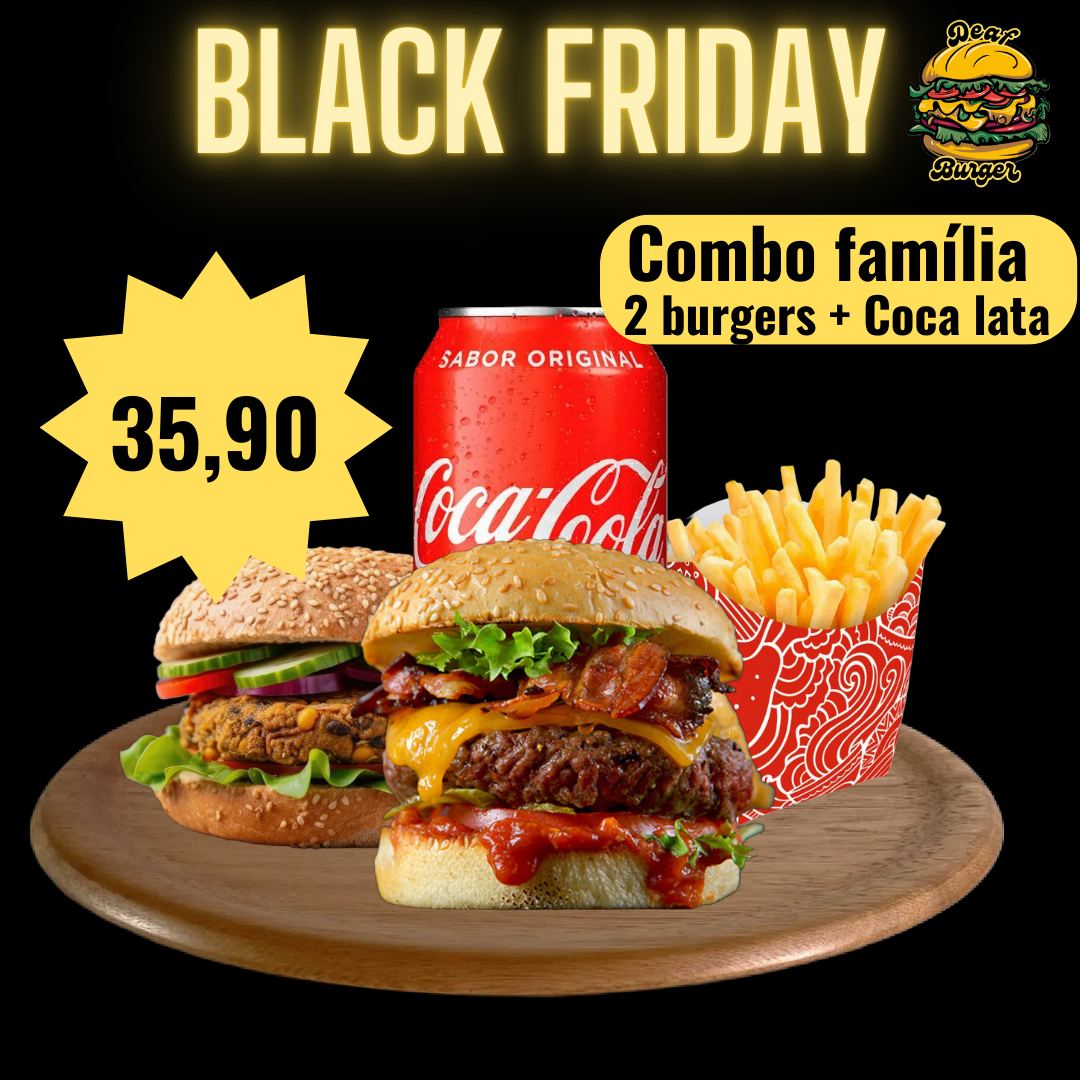 BLACK FRIDAY
Deaf
Burger
Combo família
2 burgers + Coca lata
35,90
SABOR ORIGINAL
Coca-Cola